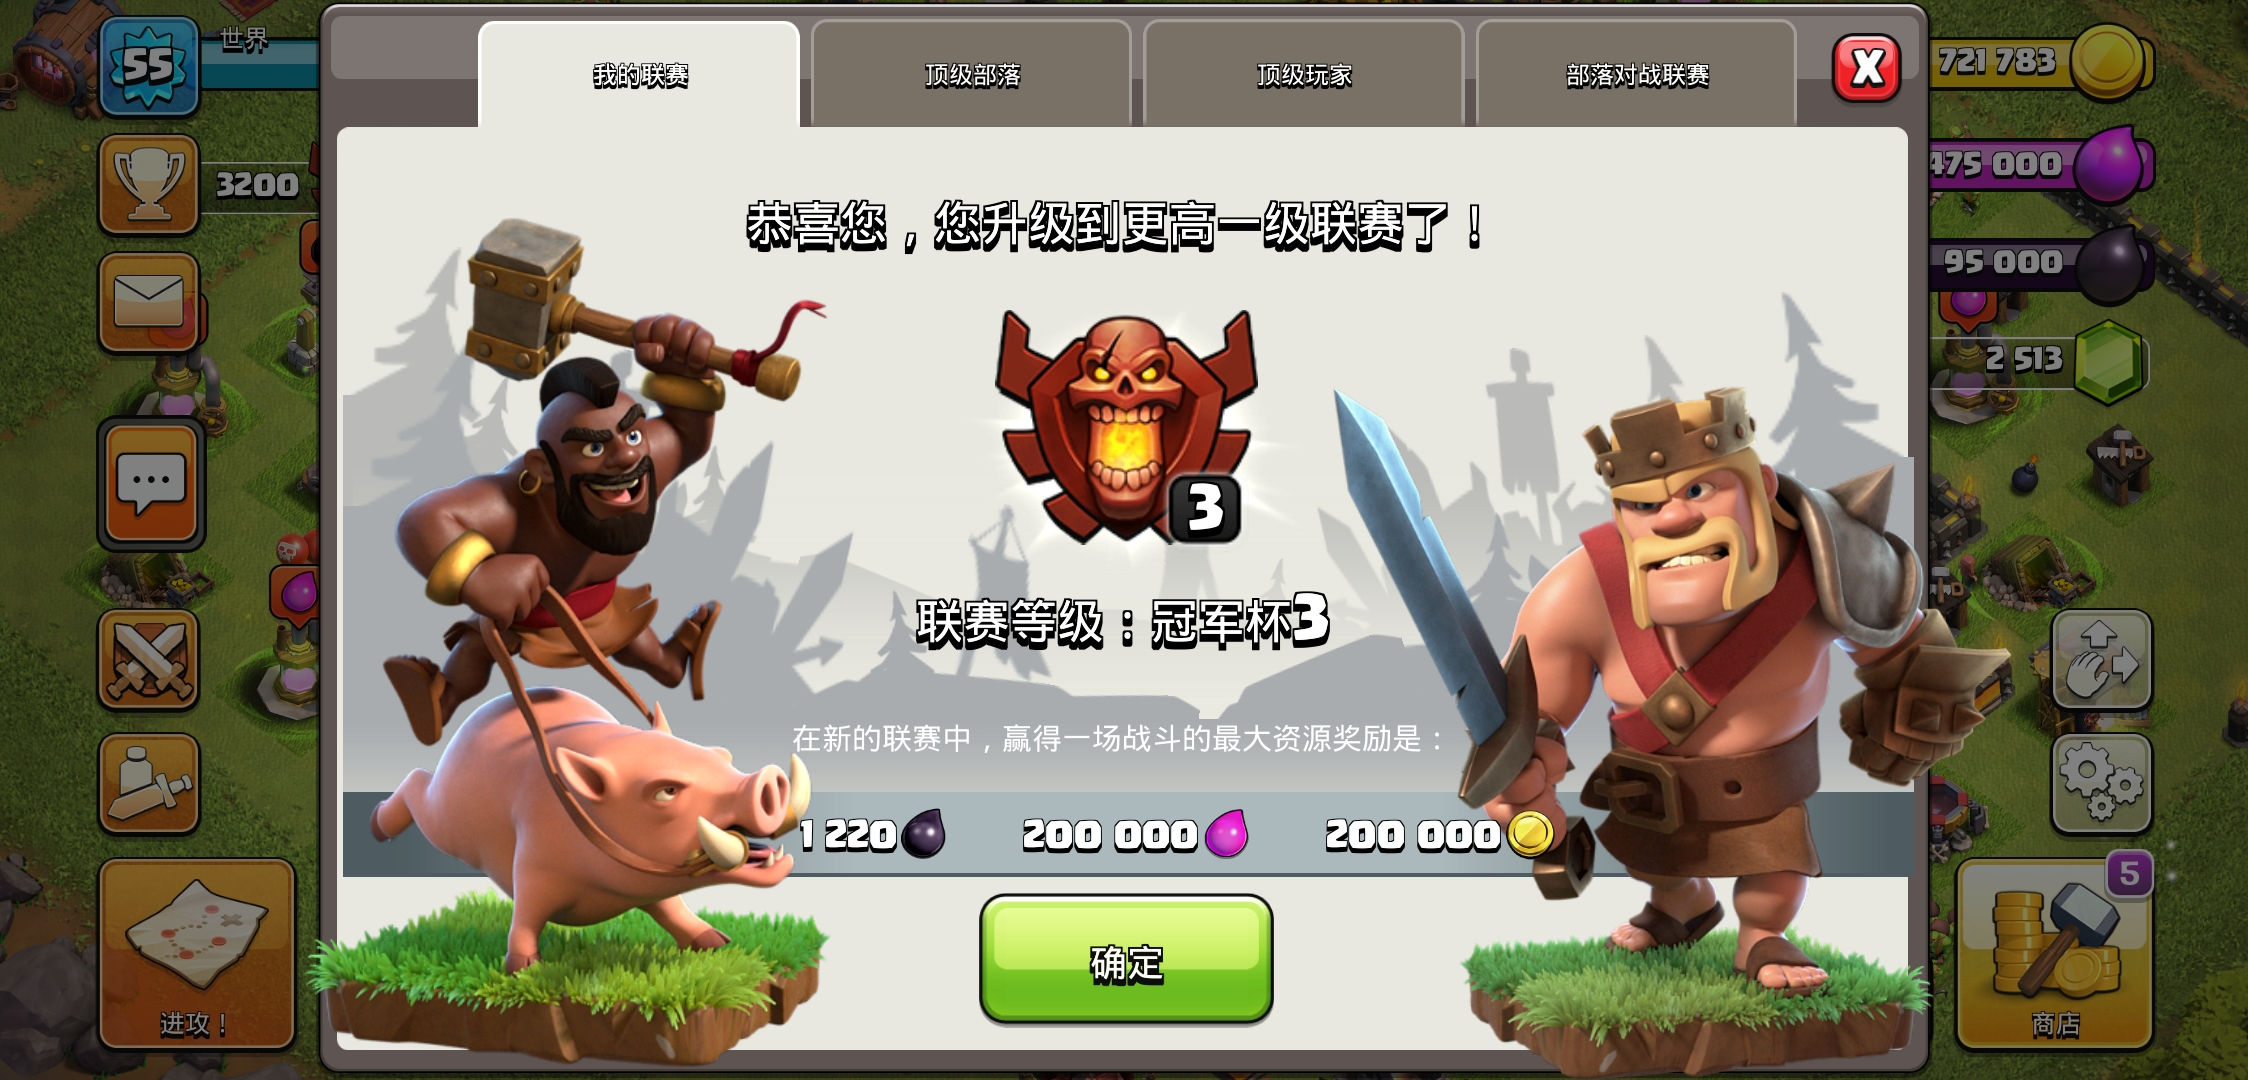 55
世界
我的联赛
顶级部落
顶级玩家
部落对战联赛
X
721 783
3200
475 000
95 000
2 513
恭喜您，您升级到更高一级联赛了！
3
联赛等级：冠军杯3
在新的联赛中，赢得一场战斗的最大资源奖励是：
1 220
200 000
200 000
确定
进攻！
5
商店